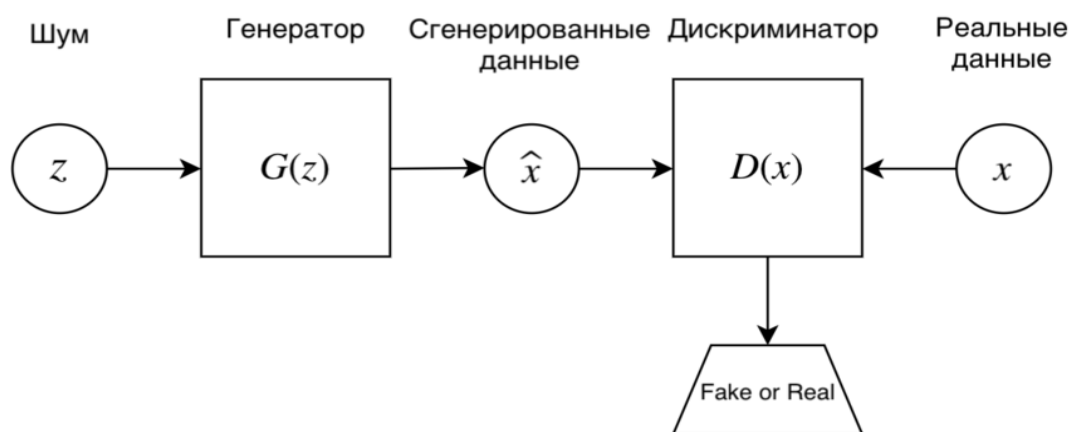 Шум
Генератор
Сгенерированные
данные
Дискриминатор
Реальные
данные
z
G(z)
x̂
D(x)
x
Fake or Real